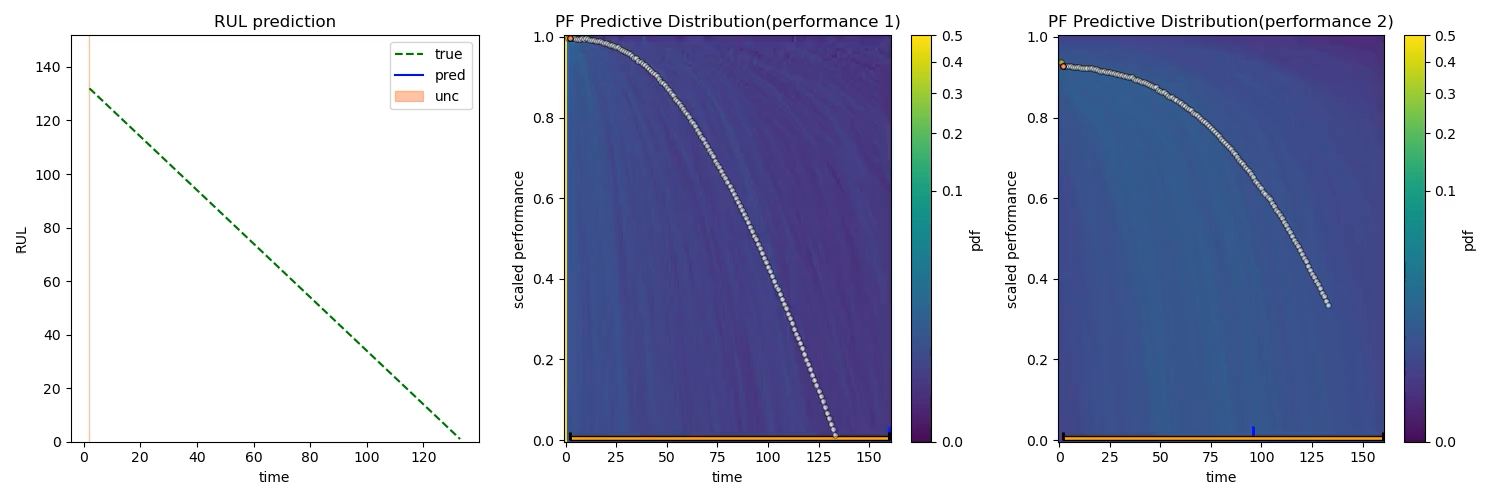 RUL prediction
140
120
100
80
60
40
20
0
RUL
0 20 40 60 80 100 120
time
true
pred
unc
PF Predictive Distribution(performance 1)
1.0
0.8
0.6
0.4
0.2
0.0
scaled performance
0 25 50 75 100 125 150
time
0.5
0.4
0.3
0.2
0.1
0.0
pdf
PF Predictive Distribution(performance 2)
1.0
0.8
0.6
0.4
0.2
0.0
scaled performance
0 25 50 75 100 125 150
time
0.5
0.4
0.3
0.2
0.1
0.0
pdf